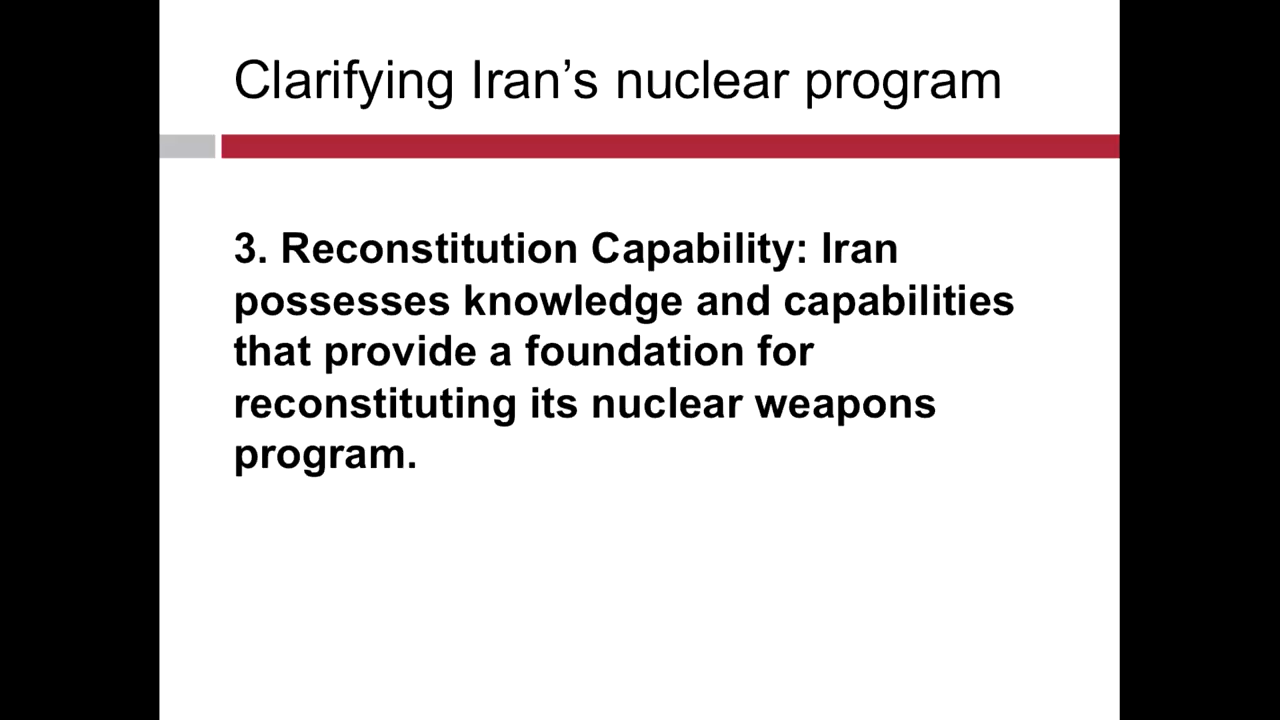 Clarifying Iran’s nuclear program
3. Reconstitution Capability: Iran
possesses knowledge and capabilities
that provide a foundation for
reconstituting its nuclear weapons
program.